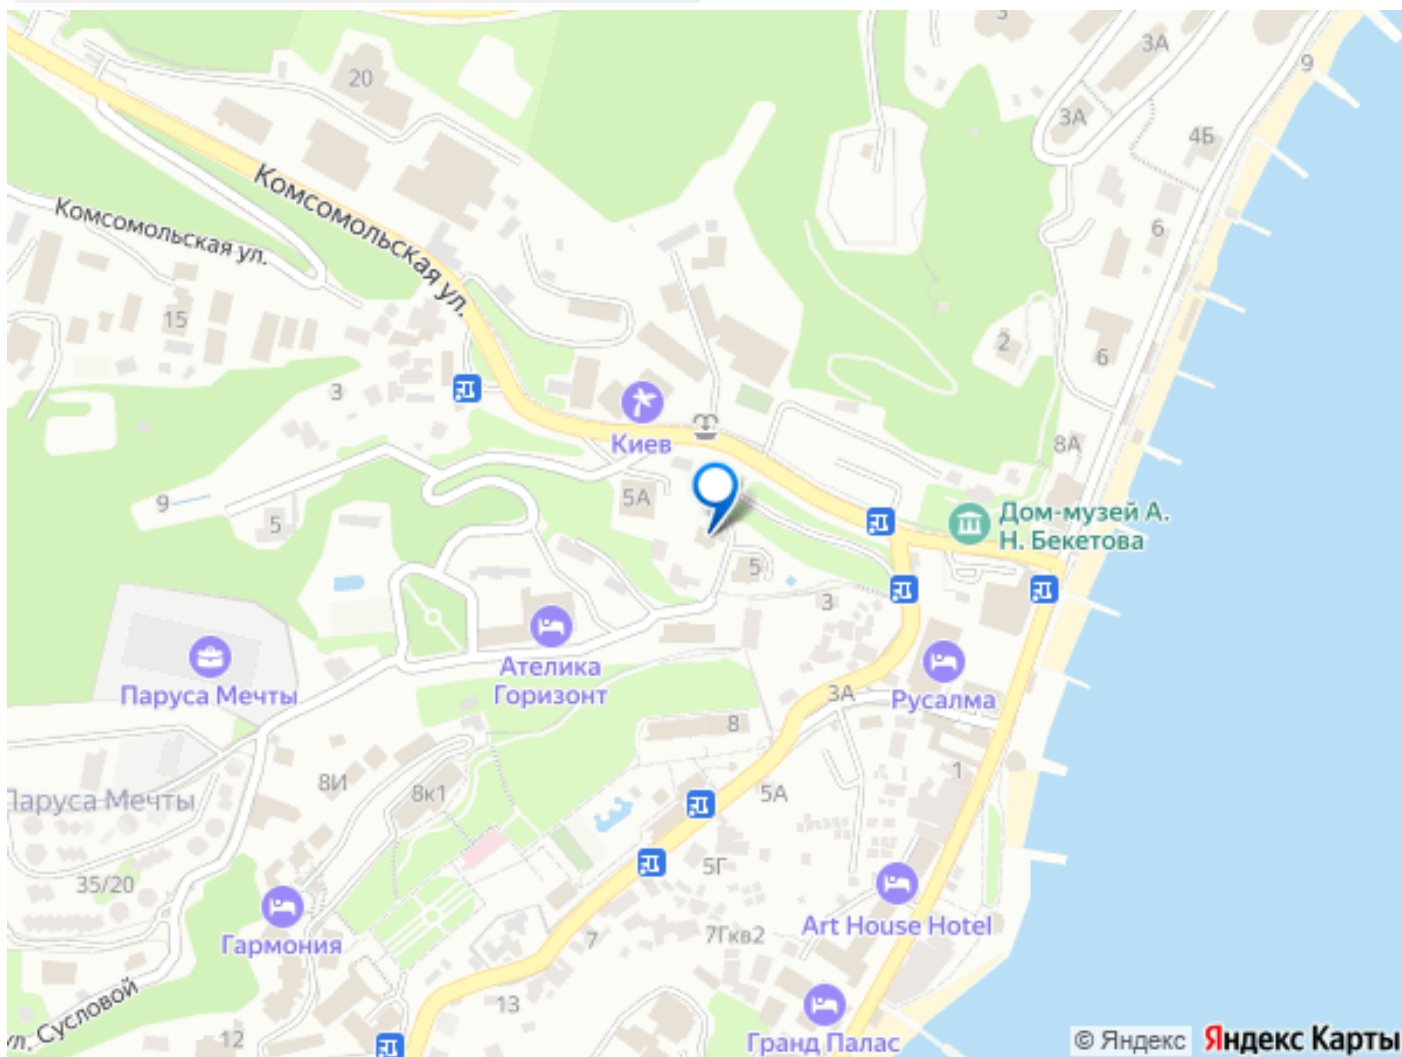 3
3А
9
20
3А
4Б
Комсомольская ул.
Комсомольская ул.
6
15
2
6
3
Киев
8А
9
5А
5
Дом-музей А.
Н. Бекетова
5
3
Ателика
Горизонт
Паруса Мечты
3А
Русалма
8
8И
8к1
1
5А
Паруса Мечты
5Г
35/20
Гармония
Art House Hotel
7
7Гкв2
13
ул. Сусловой
12
Гранд Палас
© Яндекс Яндекс Карты